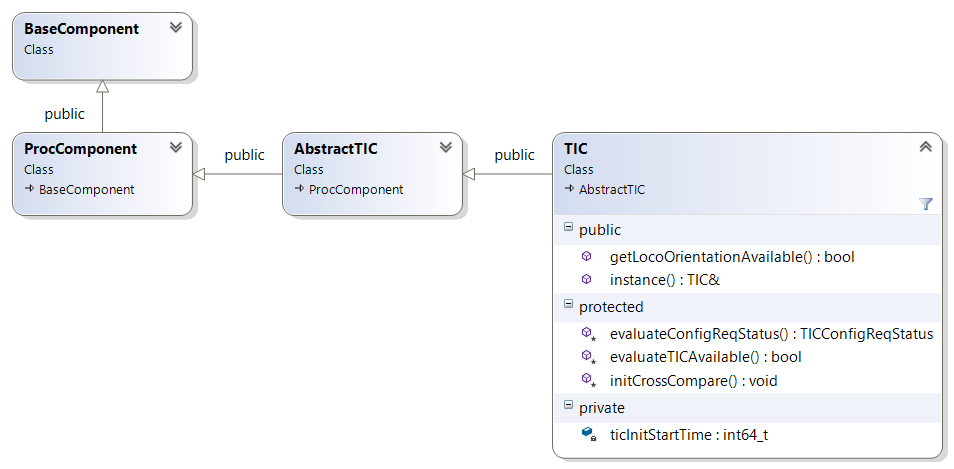 BaseComponent
Class
public
ProcComponent
Class
BaseComponent
public
AbstractTIC
Class
ProcComponent
public
TIC
Class
AbstractTIC
public
getLocoOrientationAvailable() : bool
instance() : TIC&
protected
evaluateConfigReqStatus() : TICConfigReqStatus
evaluateTICAvailable() : bool
initCrossCompare() : void
private
ticInitStartTime : int64_t